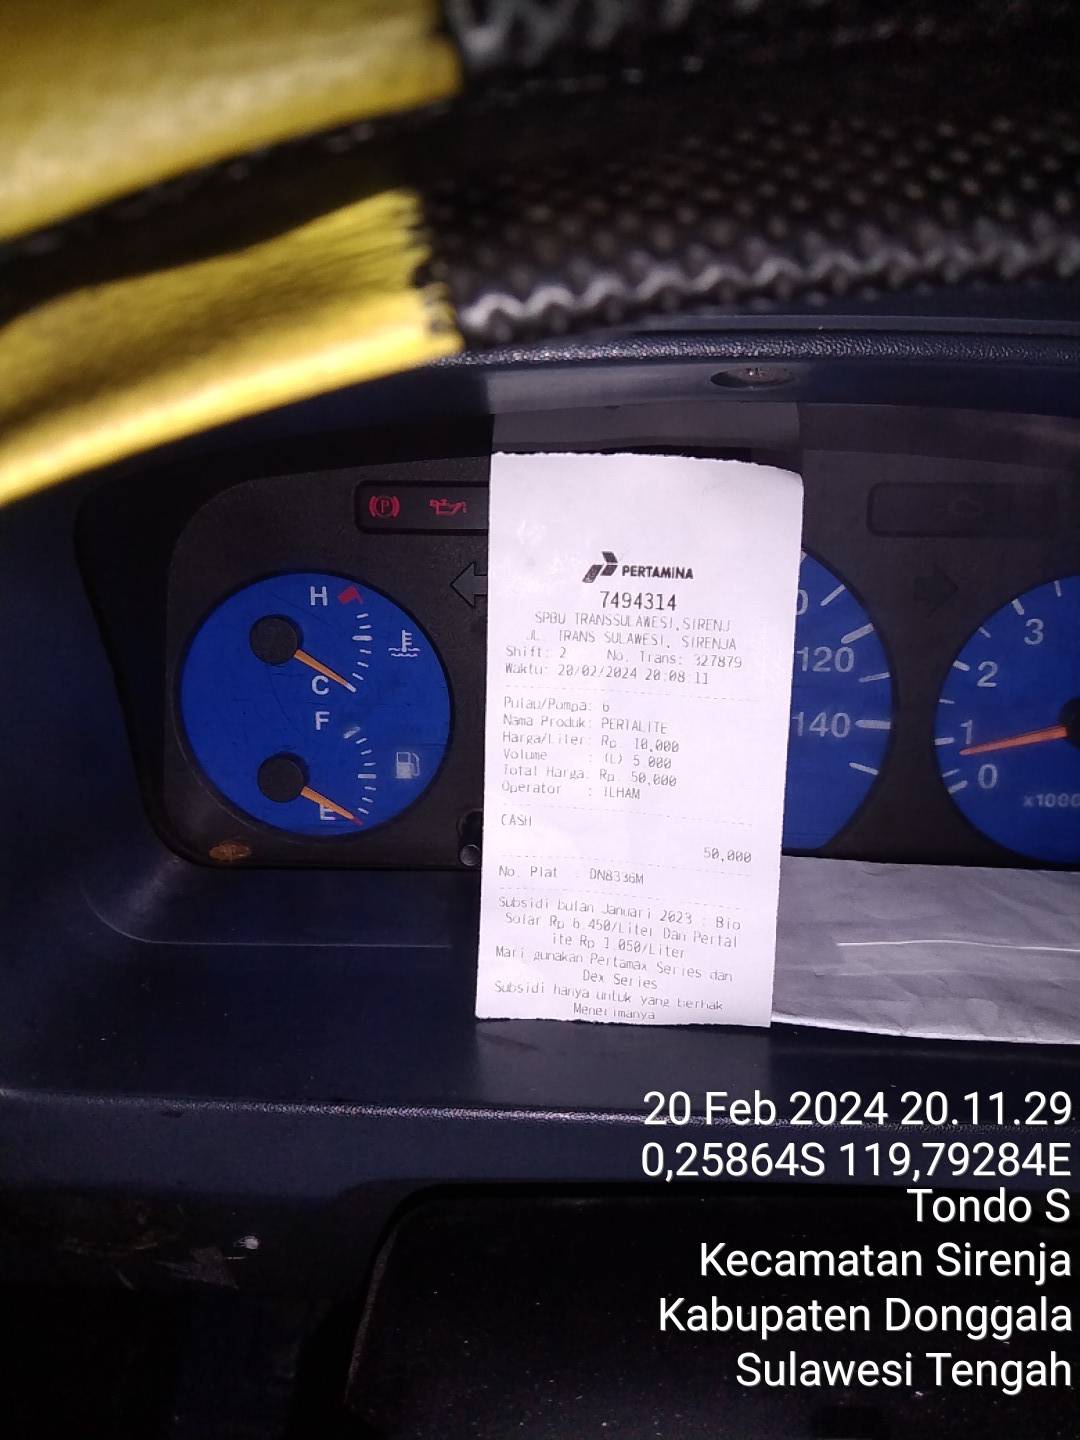 H
C
F
E
PERTAMINA
7494314
SPBU TRANSSULAWESI,SIRENJ
JL. TRANS SULAWESI, SIRENJA
Shift: 2 No. Trans: 327879
Waktu: 20/02/2024 20:08:11
Pulau/Pompa: 6
Nama Produk: PERTALITE
Harga/Liter: Rp. 10,000
Volume : (L) 5.000
Total Harga: Rp. 50,000
Operator : ILHAM
CASH
50,000
No. Plat : DN8336M
Subsidi bulan Januari 2023 : Bio
Solar Rp 6.450/Liter Dan Pertal
ite Rp 1.050/Liter
Mari gunakan Pertamax Series dan
Dex Series
Subsidi hanya untuk yang berhak
Menerimanya
120
140
3
2
1
0
x1000
20 Feb 2024 20.11.29
0,25864S 119,79284E
Tondo S
Kecamatan Sirenja
Kabupaten Donggala
Sulawesi Tengah